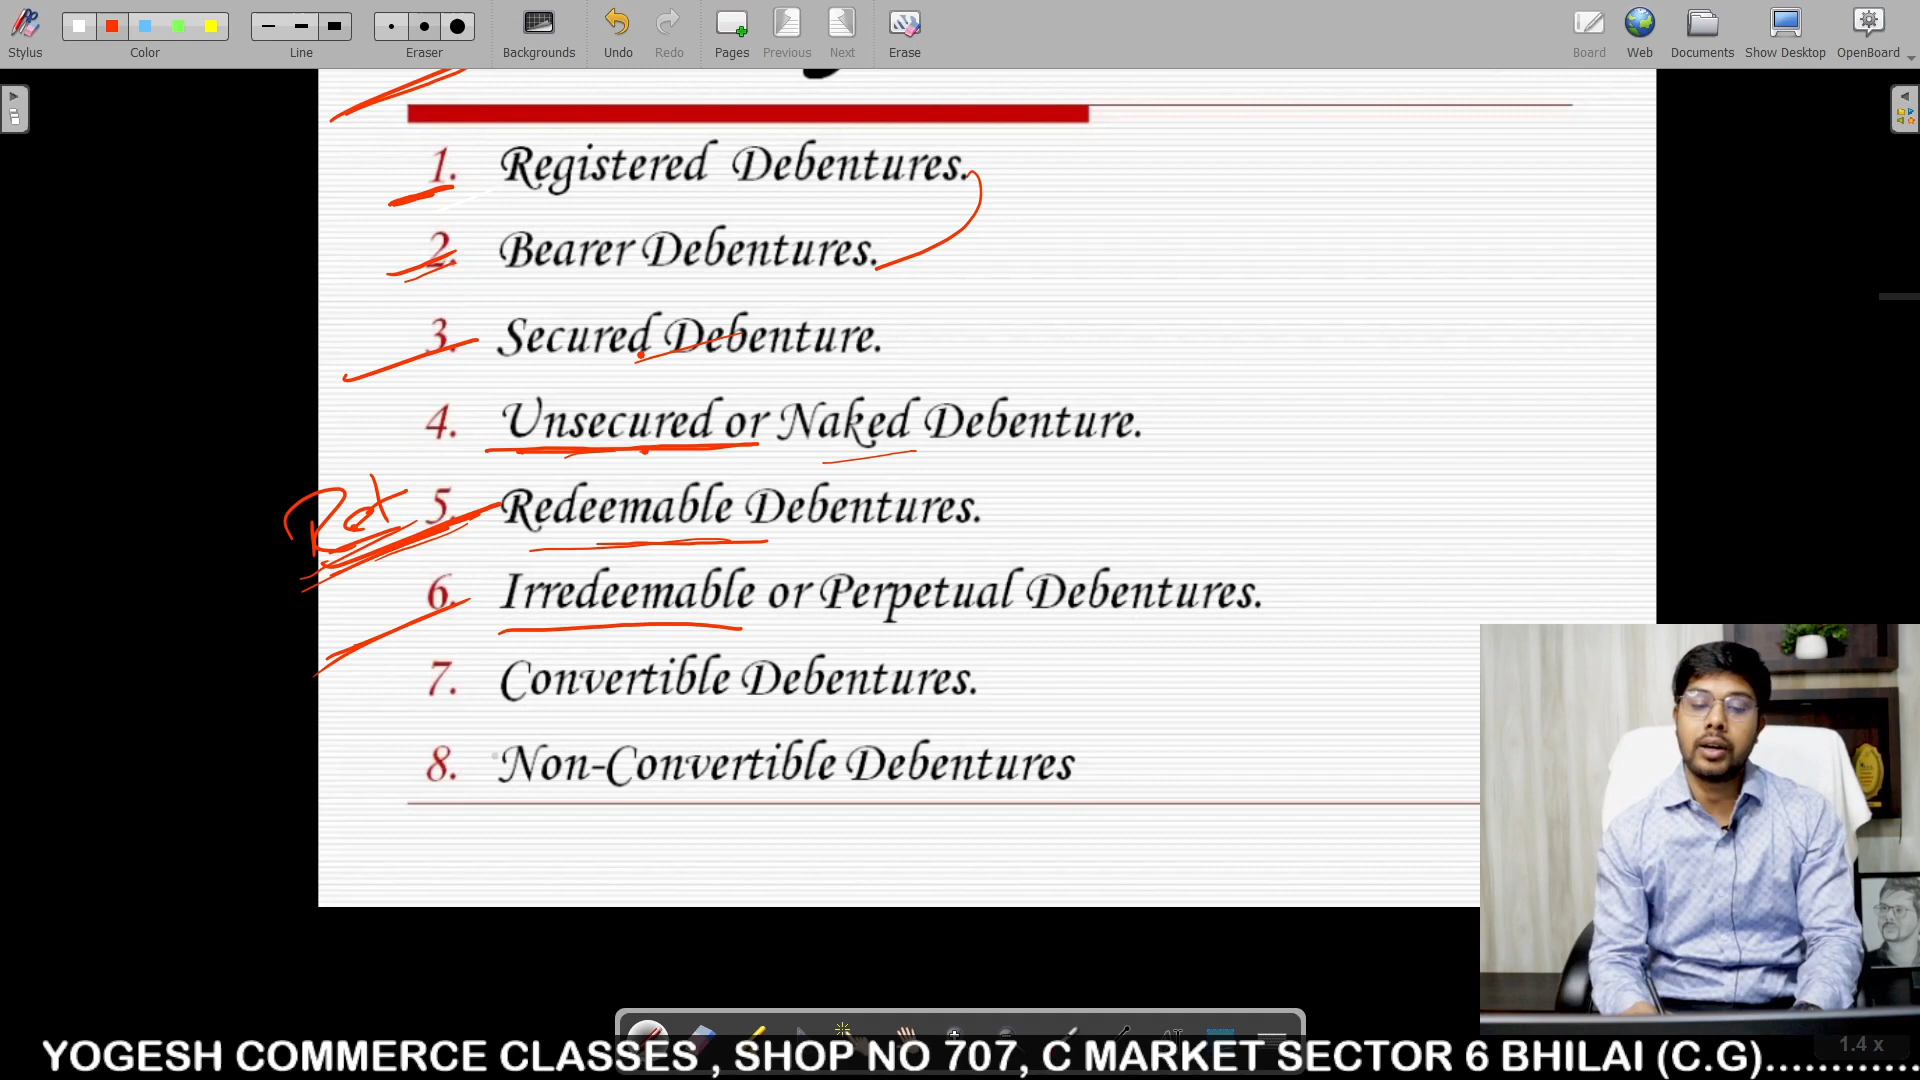 Stylus
Color
Line
Eraser
Backgrounds
Undo
Redo
Pages
Previous
Next
Erase
Board
Web
Documents
Show Desktop
OpenBoard
1. Registered Debentures.
2. Bearer Debentures.
3. Secured Debenture.
4. Unsecured or Naked Debenture.
Ret
5. Redeemable Debentures.
6. Irredeemable or Perpetual Debentures.
7. Convertible Debentures.
8. Non-Convertible Debentures
YOGESH COMMERCE CLASSES , SHOP NO 707, C MARKET SECTOR 6 BHILAI (C.G)............
1.4 x